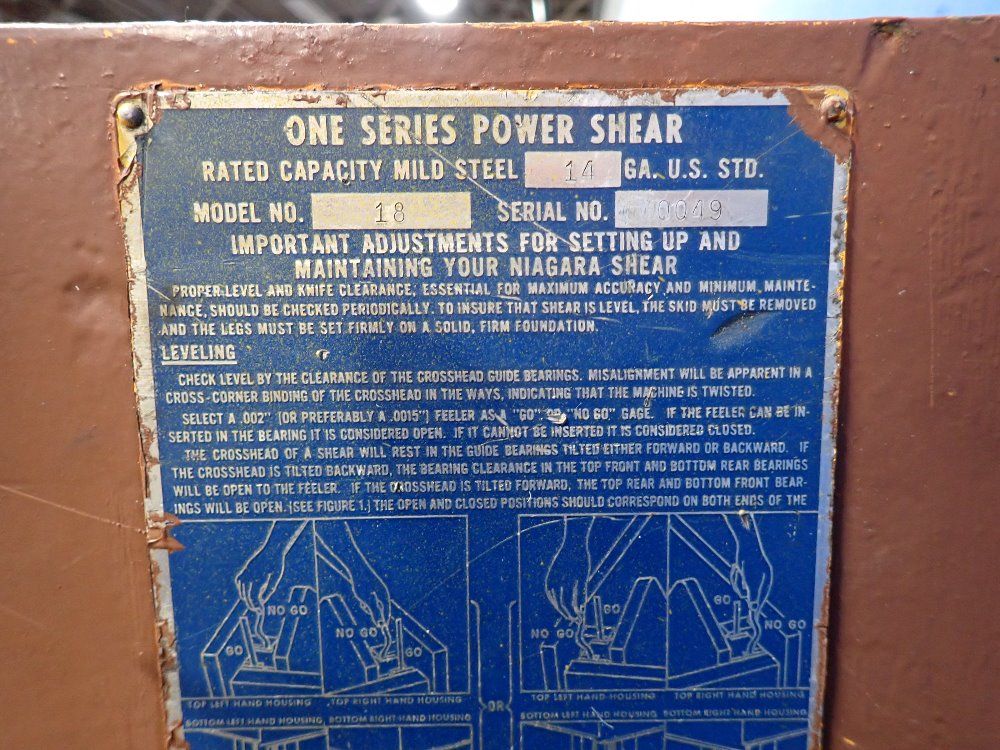 ONE SERIES POWER SHEAR
RATED CAPACITY MILD STEEL 14 GA. U.S. STD.
MODEL NO. 18 SERIAL NO. 0049
IMPORTANT ADJUSTMENTS FOR SETTING UP AND
MAINTAINING YOUR NIAGARA SHEAR
PROPER LEVEL AND KNIFE CLEARANCE, ESSENTIAL FOR MAXIMUM ACCURACY AND MINIMUM MAINTE-
NANCE, SHOULD BE CHECKED PERIODICALLY. TO INSURE THAT SHEAR IS LEVEL, THE SKID MUST BE REMOVED
AND THE LEGS MUST BE SET FIRMLY ON A SOLID, FIRM FOUNDATION.
LEVELING
CHECK LEVEL BY THE CLEARANCE OF THE CROSSHEAD GUIDE BEARINGS. MISALIGNMENT WILL BE APPARENT IN A
CROSS-CORNER BINDING OF THE CROSSHEAD IN THE WAYS, INDICATING THAT THE MACHINE IS TWISTED.
SELECT A .002" (OR PREFERABLY A .0015") FEELER AS A "GO" OR "NO GO" GAGE. IF THE FEELER CAN BE IN-
SERTED IN THE BEARING IT IS CONSIDERED OPEN. IF IT CANNOT BE INSERTED IT IS CONSIDERED CLOSED.
THE CROSSHEAD OF A SHEAR WILL REST IN THE GUIDE BEARINGS TILTED EITHER FORWARD OR BACKWARD. IF
THE CROSSHEAD IS TILTED BACKWARD, THE BEARING CLEARANCE IN THE TOP FRONT AND BOTTOM REAR BEARINGS
WILL BE OPEN TO THE FEELER. IF THE CROSSHEAD IS TILTED FORWARD, THE TOP REAR AND BOTTOM FRONT BEAR-
INGS WILL BE OPEN. (SEE FIGURE 1.) THE OPEN AND CLOSED POSITIONS SHOULD CORRESPOND ON BOTH ENDS OF THE
NO GO
GO
NO GO
GO
GO
NO GO
GO
NO GO
TOP LEFT HAND HOUSING TOP RIGHT HAND HOUSING
OR
TOP LEFT HAND HOUSING TOP RIGHT HAND HOUSING
BOTTOM LEFT HAND HOUSING BOTTOM RIGHT HAND HOUSING
BOTTOM LEFT HAND HOUSING BOTTOM RIGHT HAND HOUSING